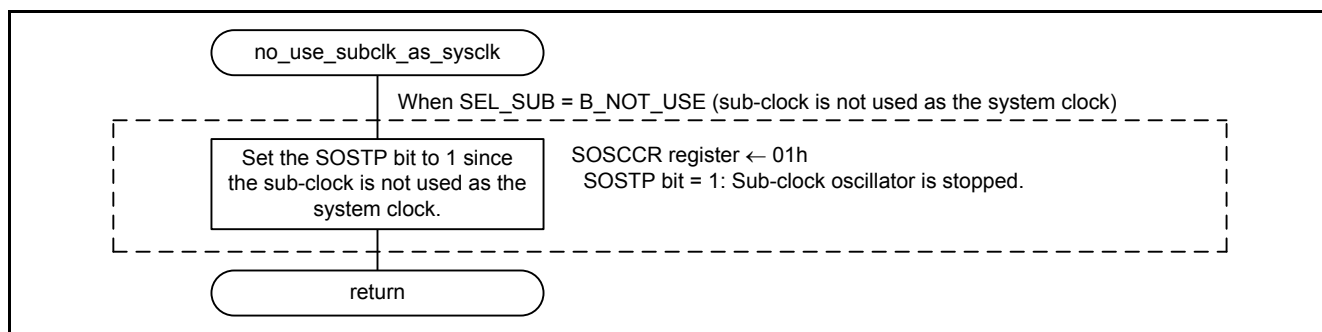 no_use_subclk_as_sysclk
When SEL_SUB = B_NOT_USE (sub-clock is not used as the system clock)
Set the SOSTP bit to 1 since
the sub-clock is not used as the
system clock.
SOSCCR register ← 01h
SOSTP bit = 1: Sub-clock oscillator is stopped.
return